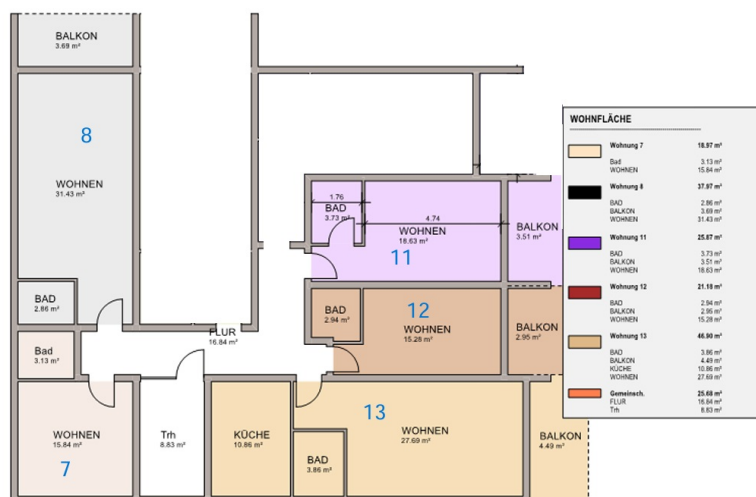 BALKON
3.69 m²
8
WOHNEN
31.43 m²
BAD
2.86 m²
Bad
3.13 m²
WOHNEN
15.84 m²
7
Trh
8.83 m²
FLUR
16.84 m²
1.76
BAD
3.73 m²
4.74
WOHNEN
18.63 m²
11
BALKON
3.51 m²
BAD
2.94 m²
12
WOHNEN
15.28 m²
BALKON
2.95 m²
KÜCHE
10.86 m²
13
WOHNEN
27.69 m²
BAD
3.86 m²
BALKON
4.49 m²
WOHNFLÄCHE
Wohnung 7 18.97 m²
Bad 3.13 m²
WOHNEN 15.84 m²
Wohnung 8 37.97 m²
BAD 2.86 m²
BALKON 3.69 m²
WOHNEN 31.43 m²
Wohnung 11 25.87 m²
BAD 3.73 m²
BALKON 3.51 m²
WOHNEN 18.63 m²
Wohnung 12 21.18 m²
BAD 2.94 m²
BALKON 2.95 m²
WOHNEN 15.28 m²
Wohnung 13 46.90 m²
BAD 3.86 m²
BALKON 4.49 m²
KÜCHE 10.86 m²
WOHNEN 27.69 m²
Gemeinsch. 25.68 m²
FLUR 16.84 m²
Trh 8.83 m²